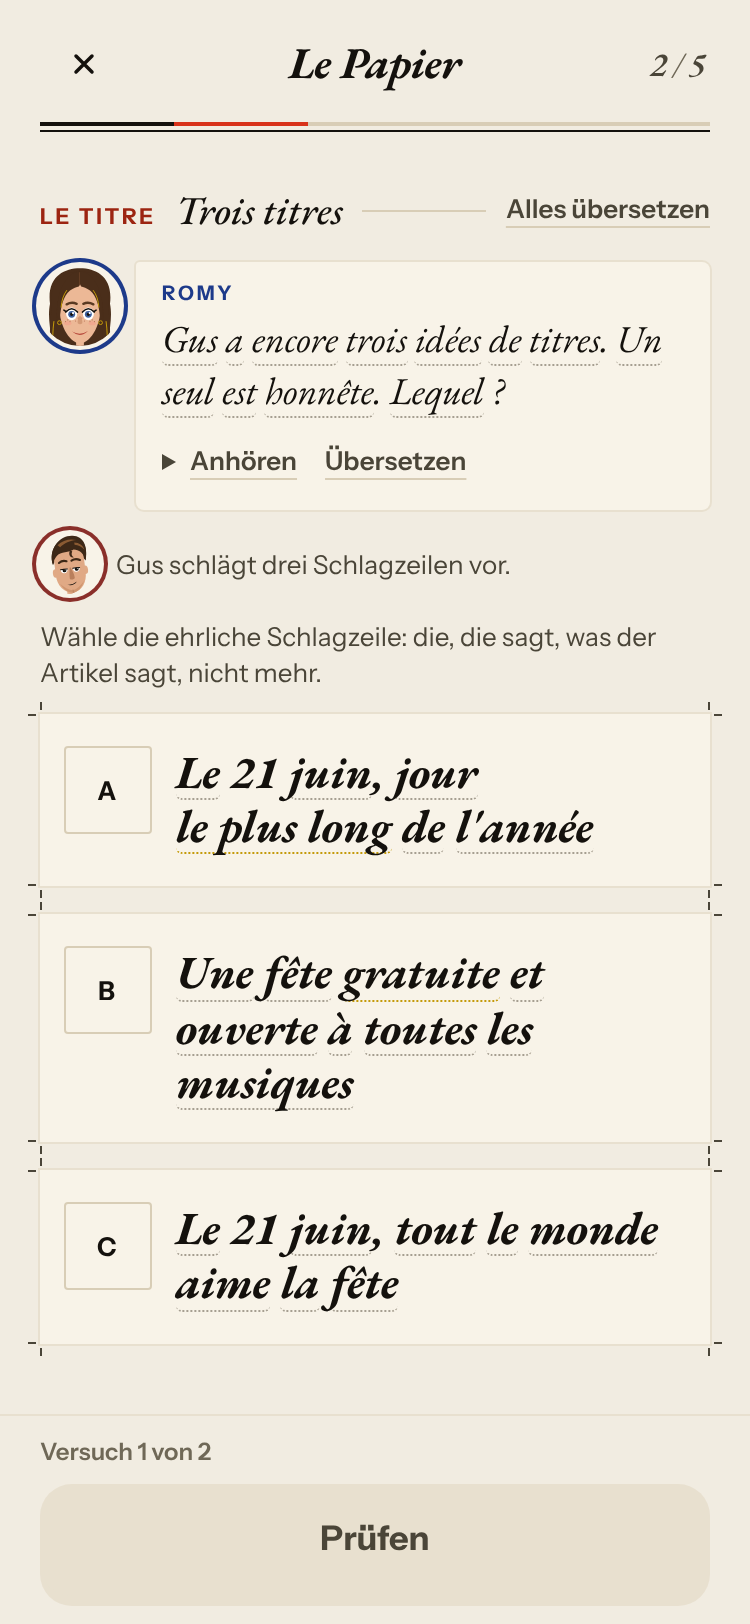 Le Papier
2 / 5
LE TITRE Trois titres Alles übersetzen
ROMY
Gus a encore trois idées de titres. Un
seul est honnête. Lequel ?
Anhören Übersetzen
Gus schlägt drei Schlagzeilen vor.
Wähle die ehrliche Schlagzeile: die, die sagt, was der
Artikel sagt, nicht mehr.
A
Le 21 juin, jour
le plus long de l'année
B
Une fête gratuite et
ouverte à toutes les
musiques
C
Le 21 juin, tout le monde
aime la fête
Versuch 1 von 2
Prüfen